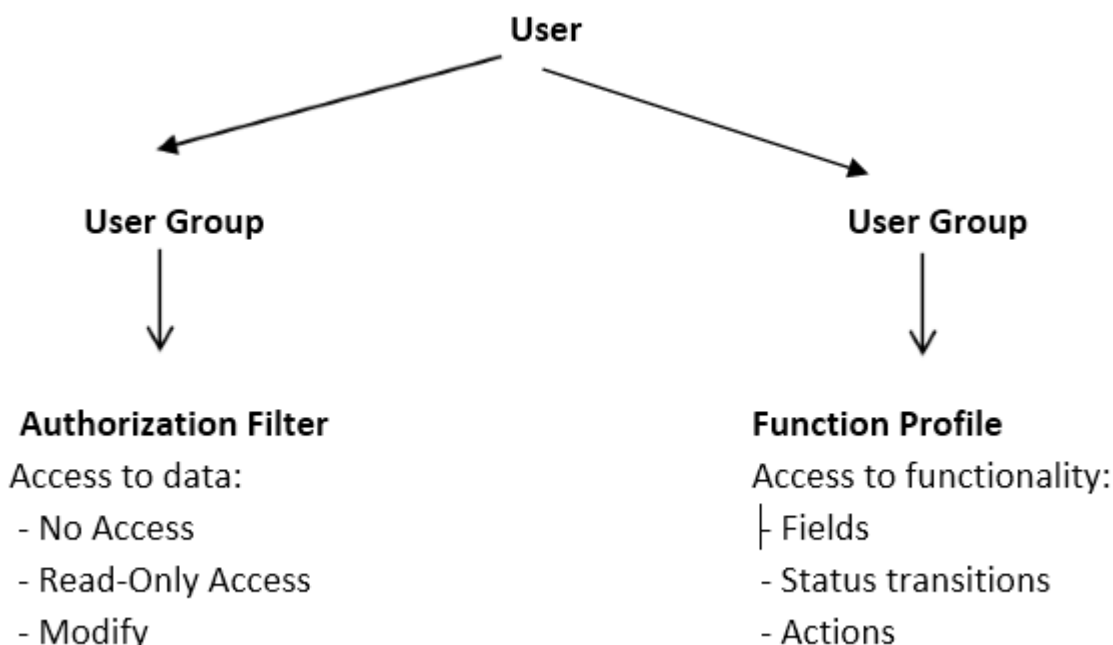 User
User Group
User Group
Authorization Filter
Access to data:
- No Access
- Read-Only Access
- Modify
Function Profile
Access to functionality:
- Fields
- Status transitions
- Actions